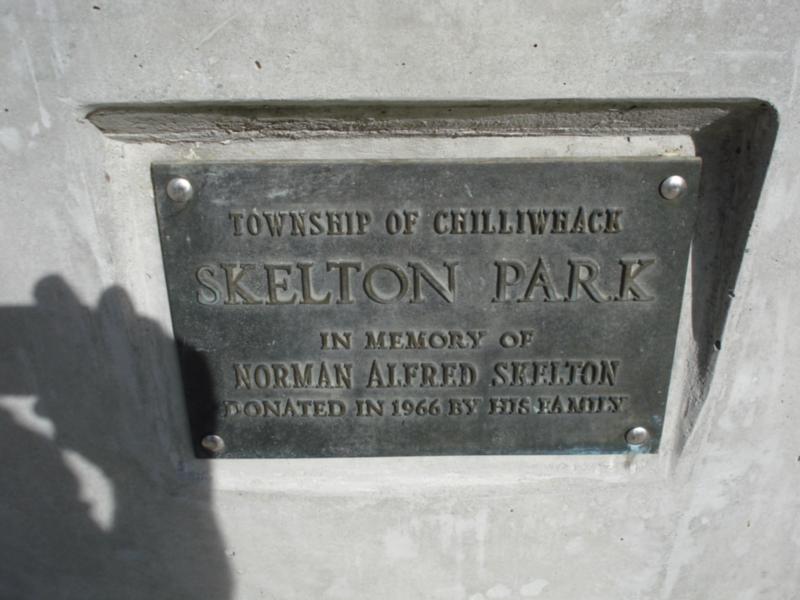 TOWNSHIP OF CHILLIWHACK
SKELTON PARK
IN MEMORY OF
NORMAN ALFRED SKELTON
DONATED IN 1966 BY HIS FAMILY